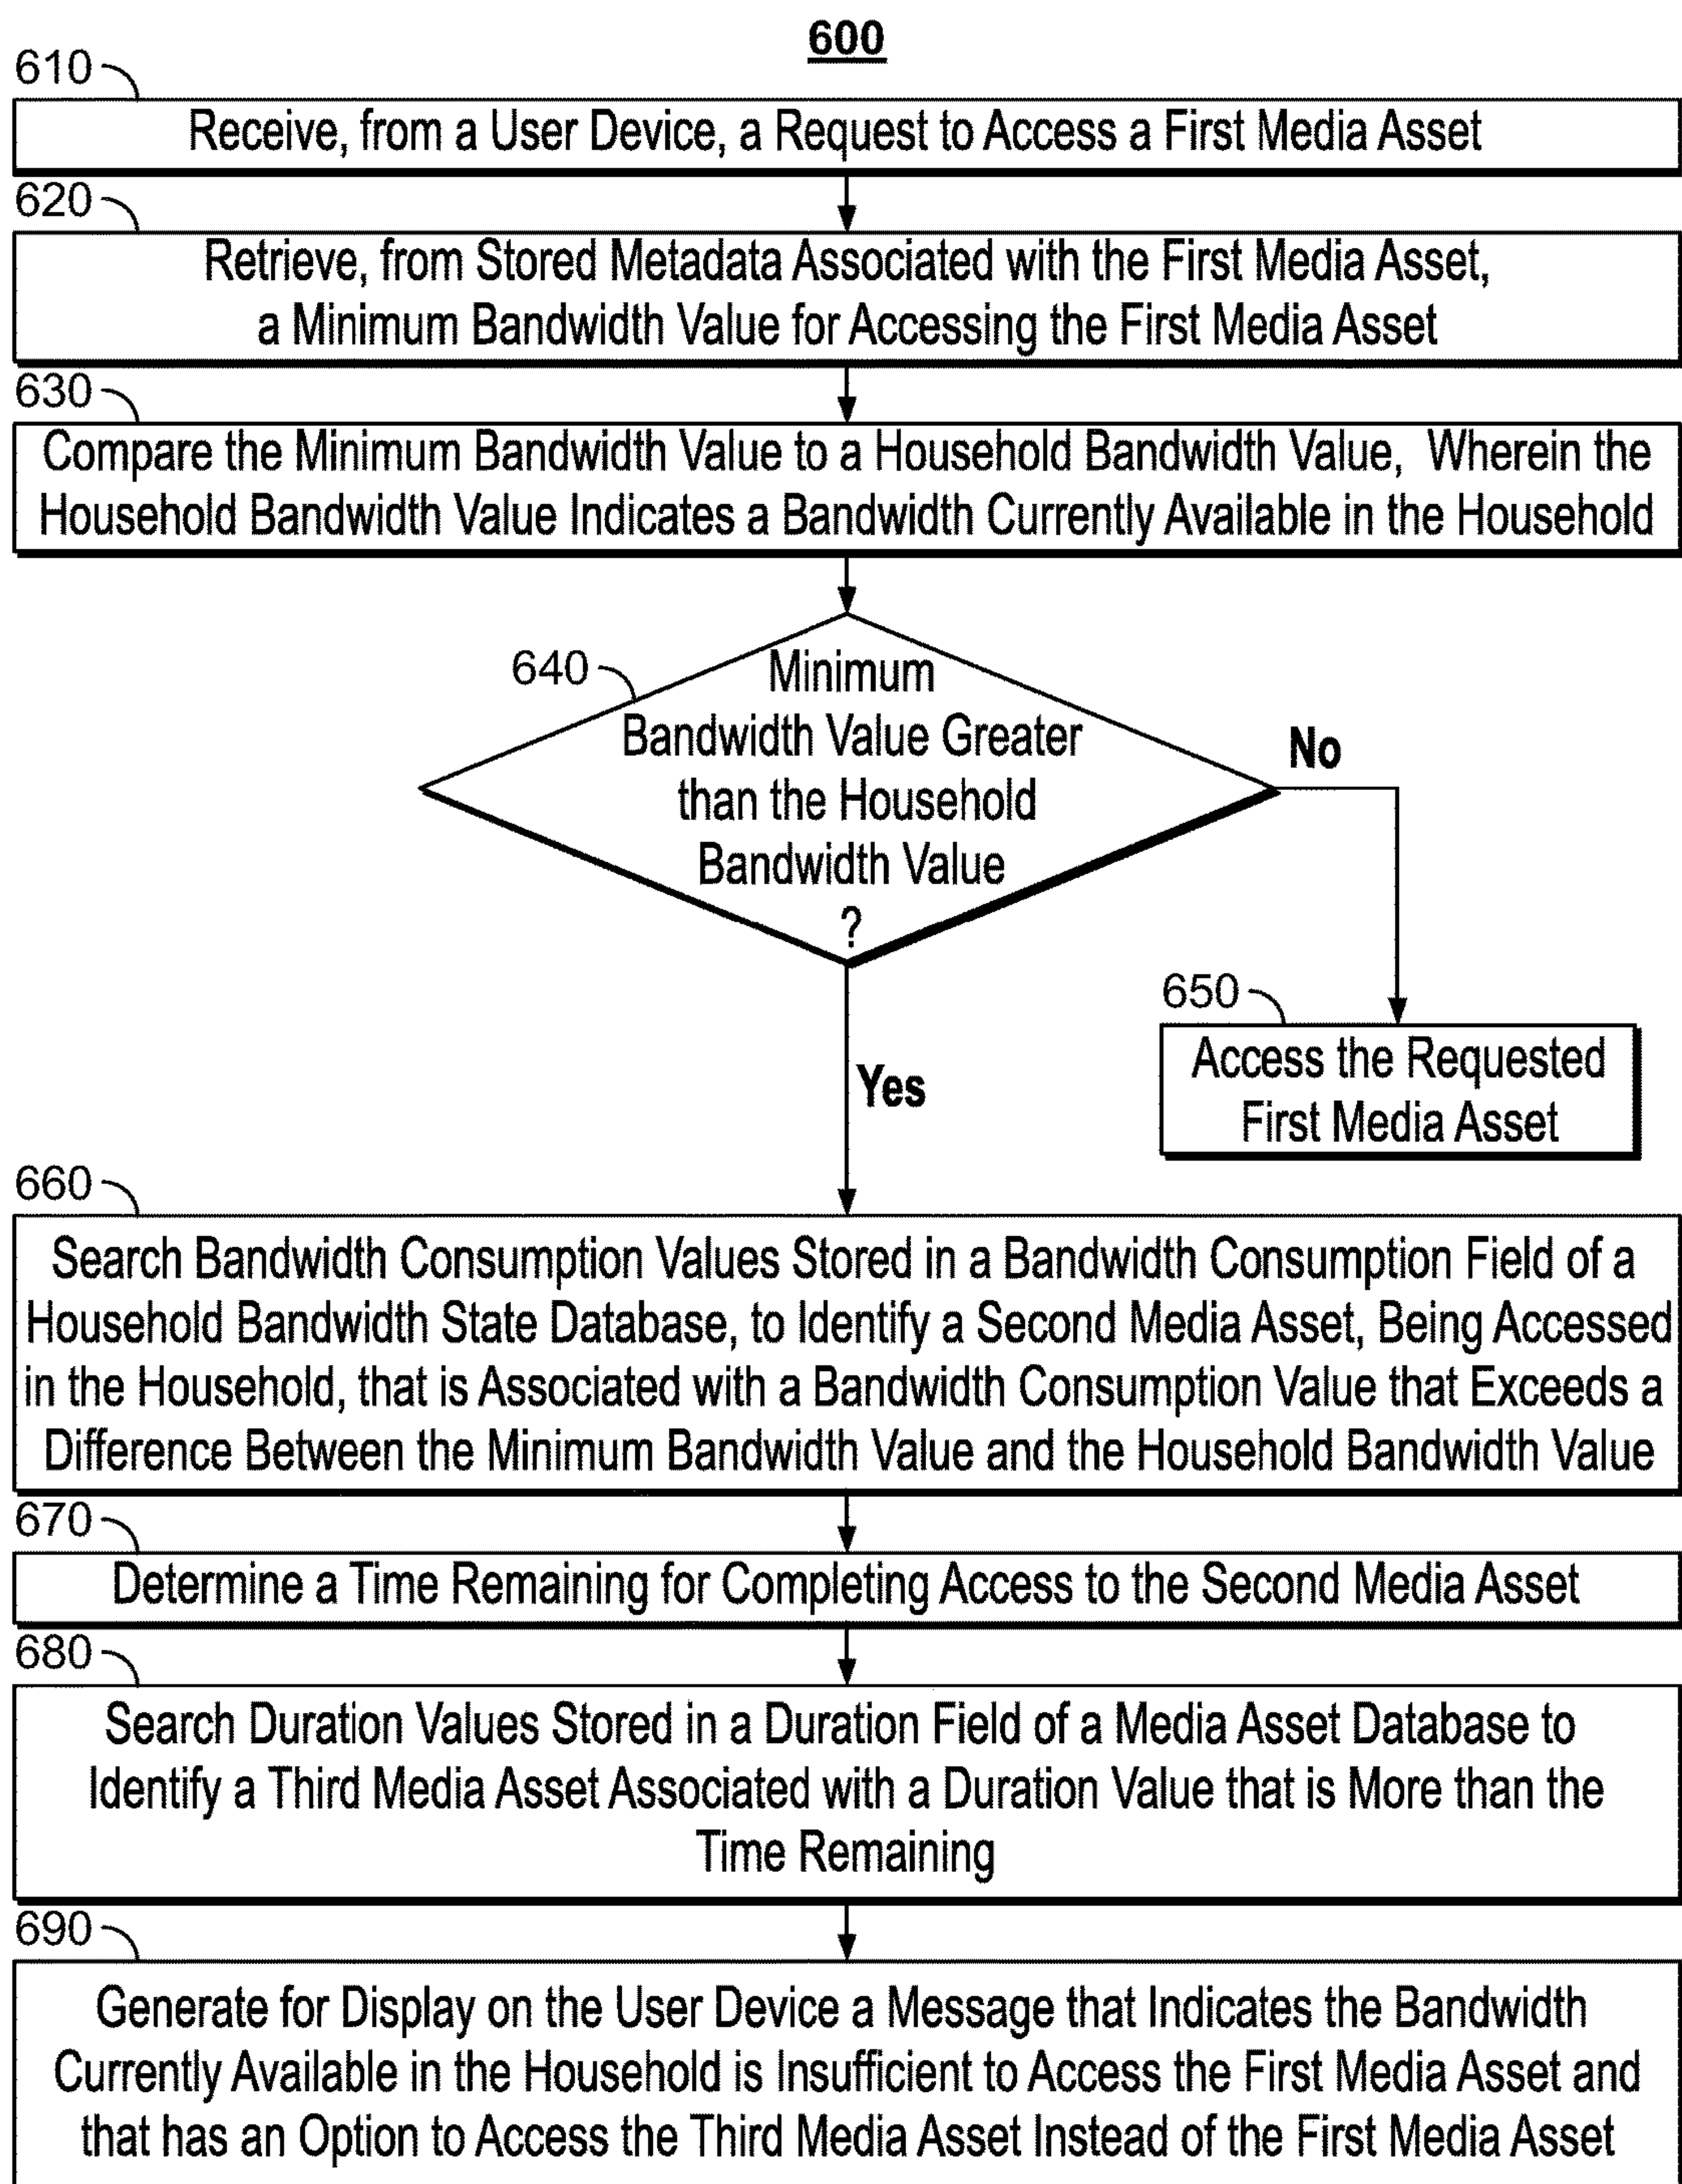 600
610
Receive, from a User Device, a Request to Access a First Media Asset
620
Retrieve, from Stored Metadata Associated with the First Media Asset,
a Minimum Bandwidth Value for Accessing the First Media Asset
630
Compare the Minimum Bandwidth Value to a Household Bandwidth Value, Wherein the
Household Bandwidth Value Indicates a Bandwidth Currently Available in the Household
640
Minimum
Bandwidth Value Greater
than the Household
Bandwidth Value
?
No
650
Access the Requested
First Media Asset
Yes
660
Search Bandwidth Consumption Values Stored in a Bandwidth Consumption Field of a
Household Bandwidth State Database, to Identify a Second Media Asset, Being Accessed
in the Household, that is Associated with a Bandwidth Consumption Value that Exceeds a
Difference Between the Minimum Bandwidth Value and the Household Bandwidth Value
670
Determine a Time Remaining for Completing Access to the Second Media Asset
680
Search Duration Values Stored in a Duration Field of a Media Asset Database to
Identify a Third Media Asset Associated with a Duration Value that is More than the
Time Remaining
690
Generate for Display on the User Device a Message that Indicates the Bandwidth
Currently Available in the Household is Insufficient to Access the First Media Asset and
that has an Option to Access the Third Media Asset Instead of the First Media Asset